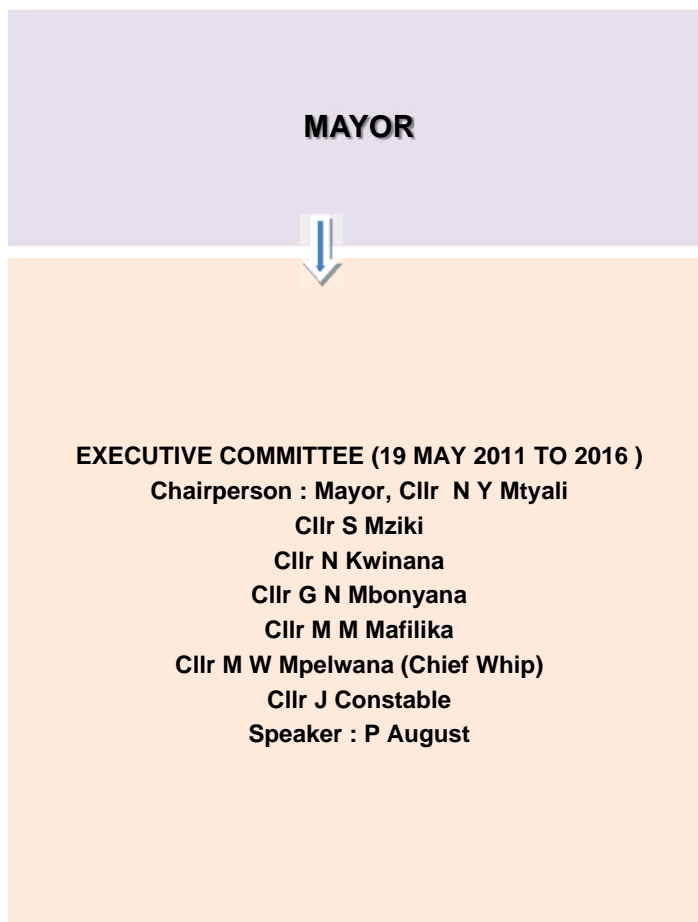 MAYOR
EXECUTIVE COMMITTEE (19 MAY 2011 TO 2016 )
Chairperson : Mayor, Cllr  N Y Mtyali
Cllr S Mziki
Cllr N Kwinana
Cllr G N Mbonyana
Cllr M M Mafilika
Cllr M W Mpelwana (Chief Whip)
Cllr J Constable
Speaker : P August